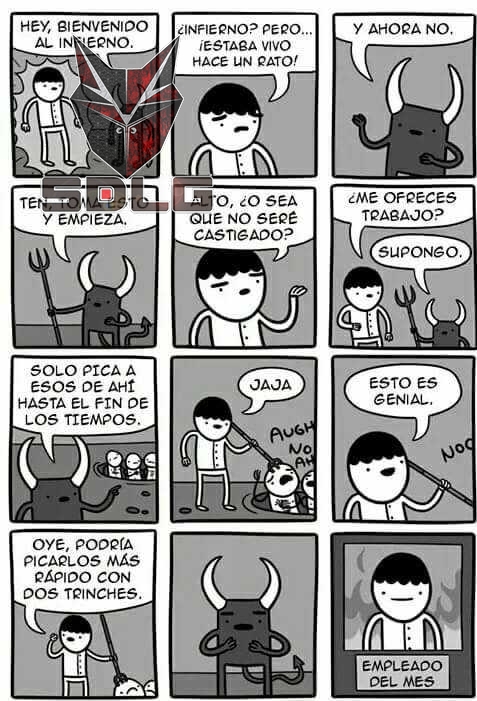 HEY, BIENVENIDO
AL INFIERNO.
¿INFIERNO? PERO...
¡ESTABA VIVO
HACE UN RATO!
Y AHORA NO.
SDLG
TEN, TOMA ESTO
Y EMPIEZA.
ALTO, ¿O SEA
QUE NO SERÉ
CASTIGADO?
¿ME OFRECES
TRABAJO?
SUPONGO.
SOLO PICA A
ESOS DE AHÍ
HASTA EL FIN DE
LOS TIEMPOS.
JAJA
AUGH
NO
AH
ESTO ES
GENIAL.
NOO
OYE, PODRÍA
PICARLOS MÁS
RÁPIDO CON
DOS TRINCHES.
EMPLEADO
DEL MES